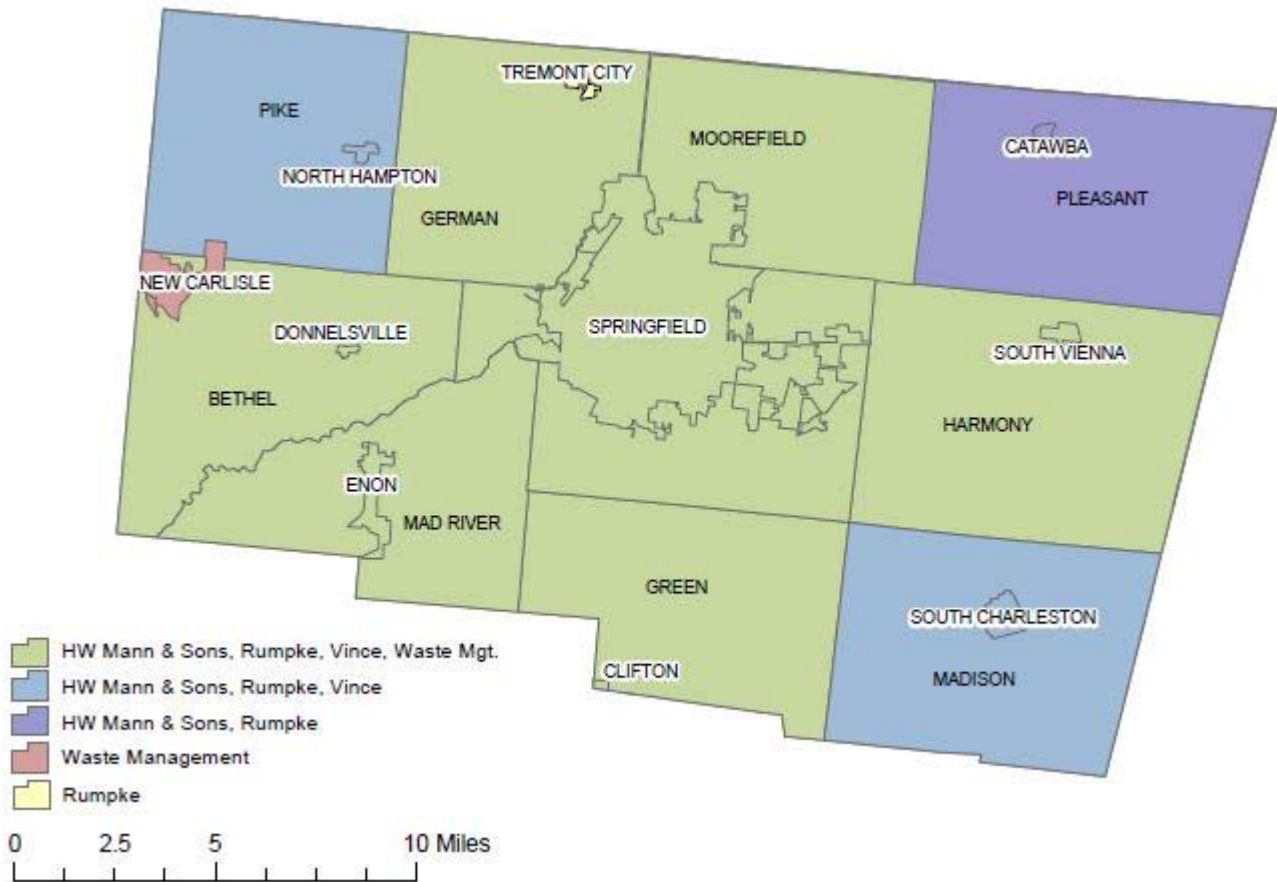 TREMONT CITY
PIKE
MOOREFIELD
CATAWBA
NORTH HAMPTON
PLEASANT
GERMAN
NEW CARLISLE
DONNELSVILLE
SPRINGFIELD
SOUTH VIENNA
BETHEL
HARMONY
ENON
MAD RIVER
GREEN
SOUTH CHARLESTON
CLIFTON
MADISON
HW Mann & Sons, Rumpke, Vince, Waste Mgt.
HW Mann & Sons, Rumpke, Vince
HW Mann & Sons, Rumpke
Waste Management
Rumpke
0 2.5 5 10 Miles